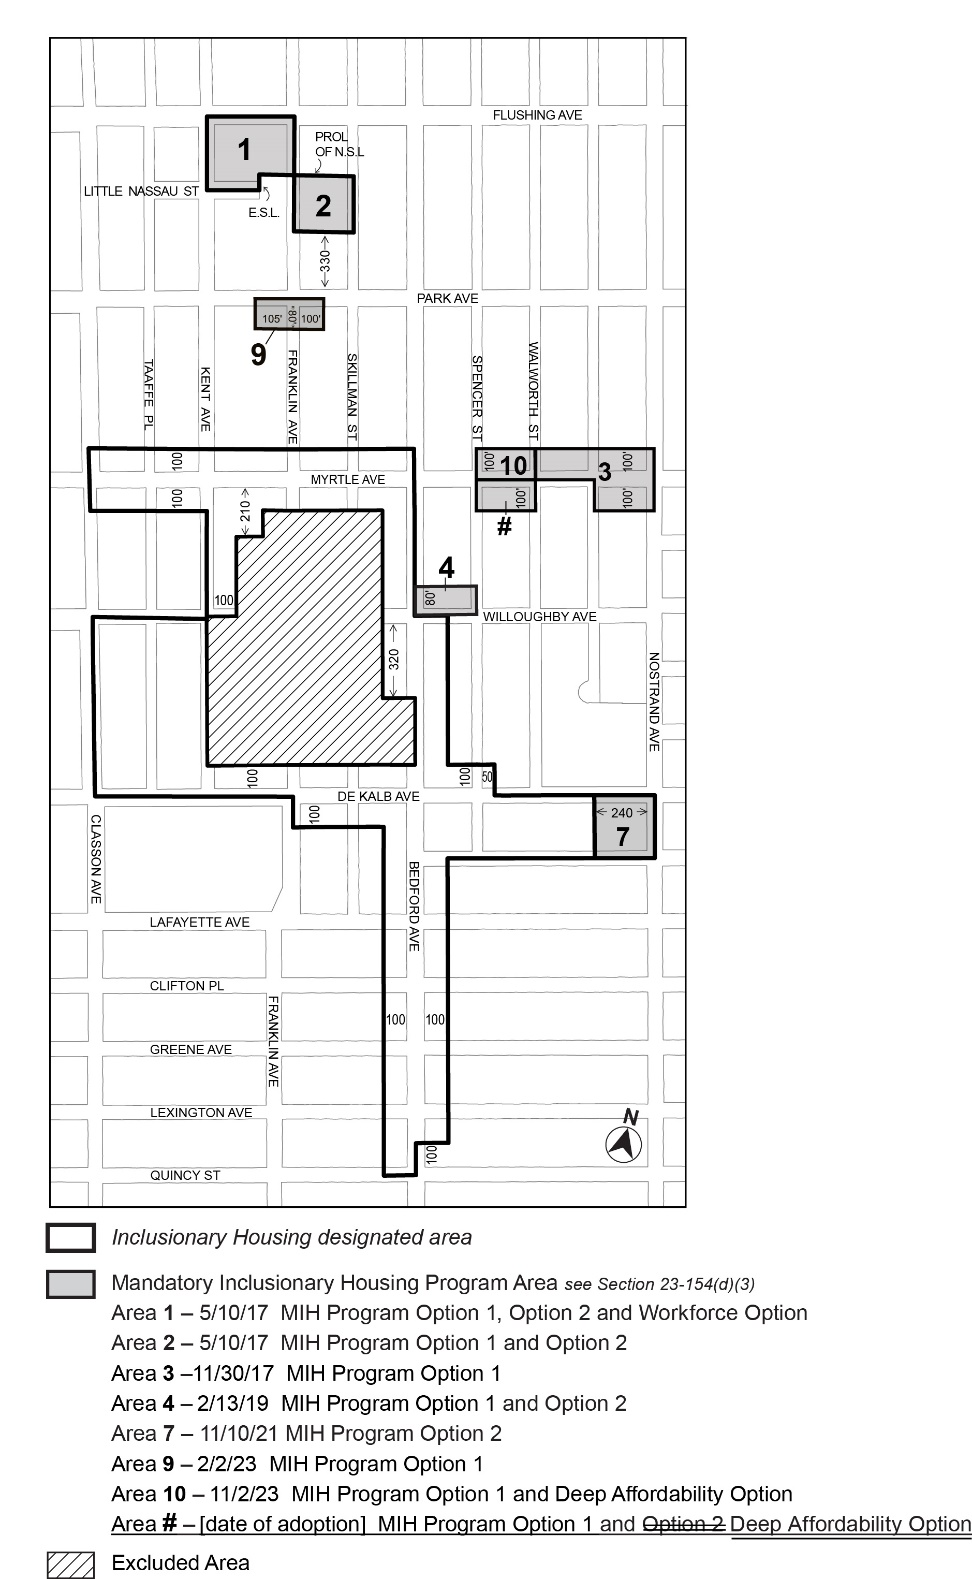 FLUSHING AVE
1
PROL
OF N.S.L
LITTLE NASSAU ST
E.S.L.
2
330
PARK AVE
105'
80'
100'
9
TAAFFE PL
KENT AVE
FRANKLIN AVE
SKILLMAN ST
SPENCER ST
WALWORTH ST
100
100'
10
3
100'
MYRTLE AVE
100
210
100'
100'
#
4
100
80'
WILLOUGHBY AVE
320
NOSTRAND AVE
100
100
50
DE KALB AVE
100
240
7
CLASSON AVE
BEDFORD AVE
LAFAYETTE AVE
CLIFTON PL
FRANKLIN AVE
100
100
GREENE AVE
LEXINGTON AVE
N
100
QUINCY ST
Inclusionary Housing designated area
Mandatory Inclusionary Housing Program Area see Section 23-154(d)(3)
Area 1 – 5/10/17 MIH Program Option 1, Option 2 and Workforce Option
Area 2 – 5/10/17 MIH Program Option 1 and Option 2
Area 3 –11/30/17 MIH Program Option 1
Area 4 – 2/13/19 MIH Program Option 1 and Option 2
Area 7 – 11/10/21 MIH Program Option 2
Area 9 – 2/2/23 MIH Program Option 1
Area 10 – 11/2/23 MIH Program Option 1 and Deep Affordability Option
Area # – [date of adoption] MIH Program Option 1 and Option 2 Deep Affordability Option
Excluded Area